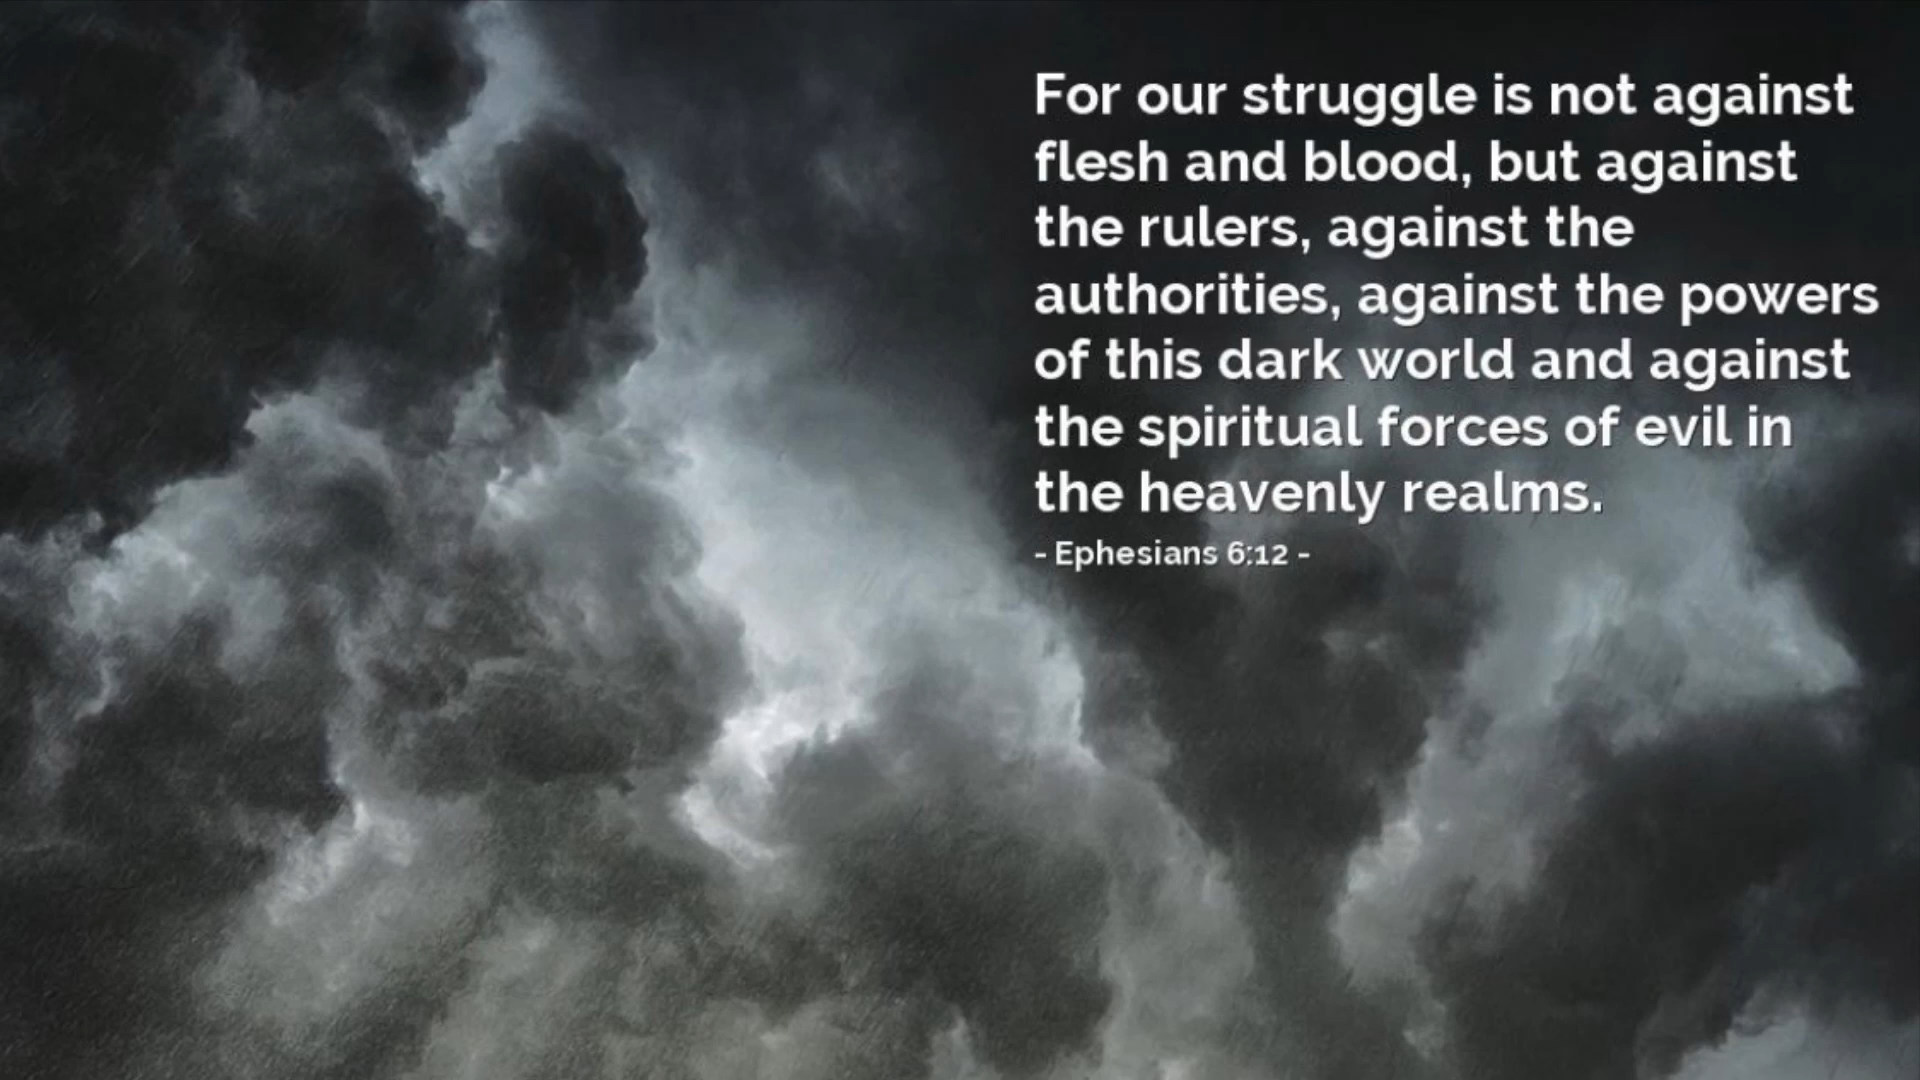 For our struggle is not against
flesh and blood, but against
the rulers, against the
authorities, against the powers
of this dark world and against
the spiritual forces of evil in
the heavenly realms.
- Ephesians 6:12 -